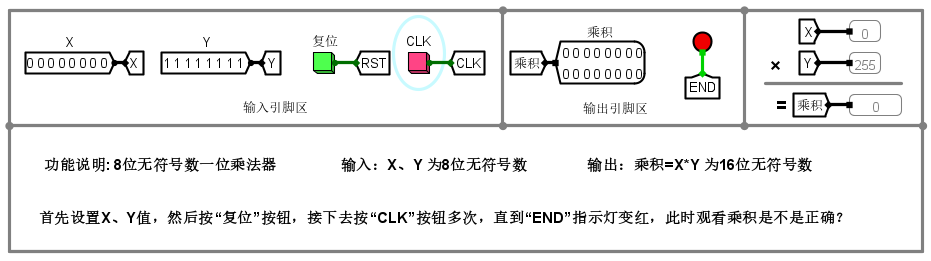 X
00000000 X
Y
11111111 Y
复位
RST
CLK
CLK
输入引脚区
乘积
乘积 00000000
00000000
END
输出引脚区
X 0
× Y 255
= 乘积 0
功能说明: 8位无符号数一位乘法器 输入：X、Y 为8位无符号数 输出：乘积=X*Y 为16位无符号数
首先设置X、Y值，然后按“复位”按钮，接下去按“CLK”按钮多次，直到“END”指示灯变红，此时观看乘积是不是正确？